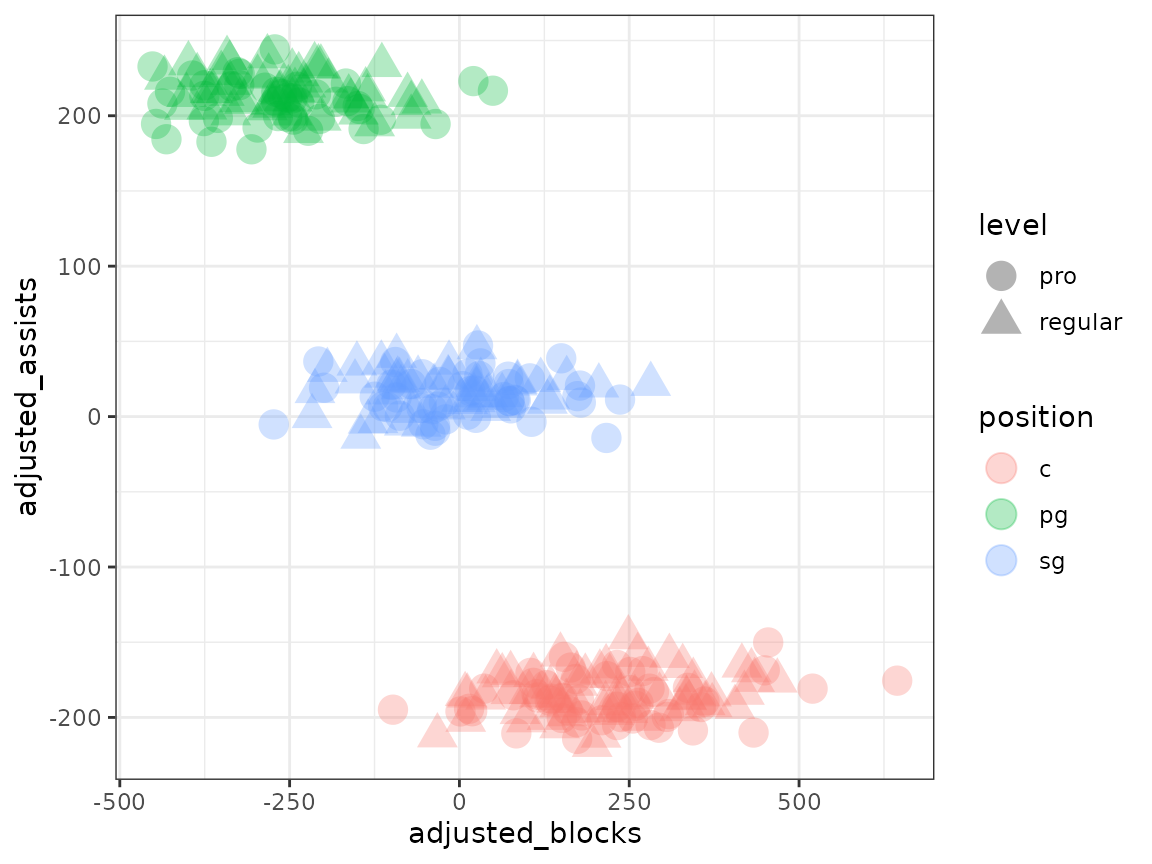 200
100
0
-100
-200
adjusted_assists
-500
-250
0
250
500
adjusted_blocks
level
pro
regular
position
c
pg
sg